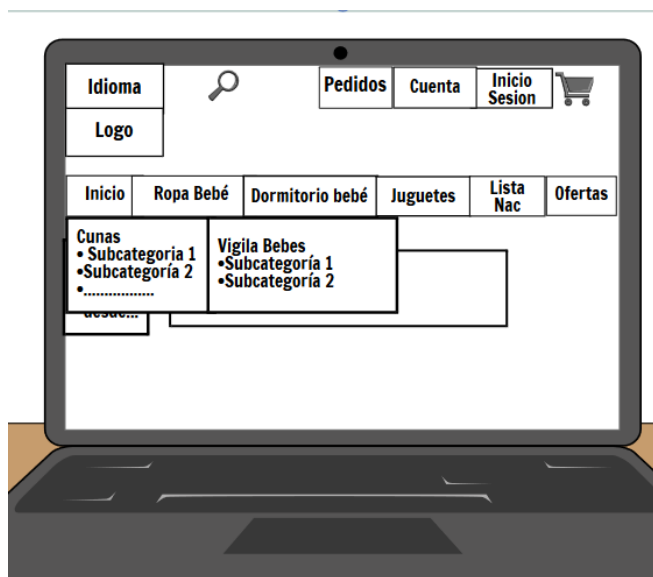 Idioma
Pedidos
Cuenta
Inicio
Sesion
Logo
Inicio
Ropa Bebé
Dormitorio bebé
Juguetes
Lista
Nac
Ofertas
Cunas
• Subcategoria 1
•Subcategoría 2
•.................
Vigila Bebes
•Subcategoría 1
•Subcategoría 2
desde...